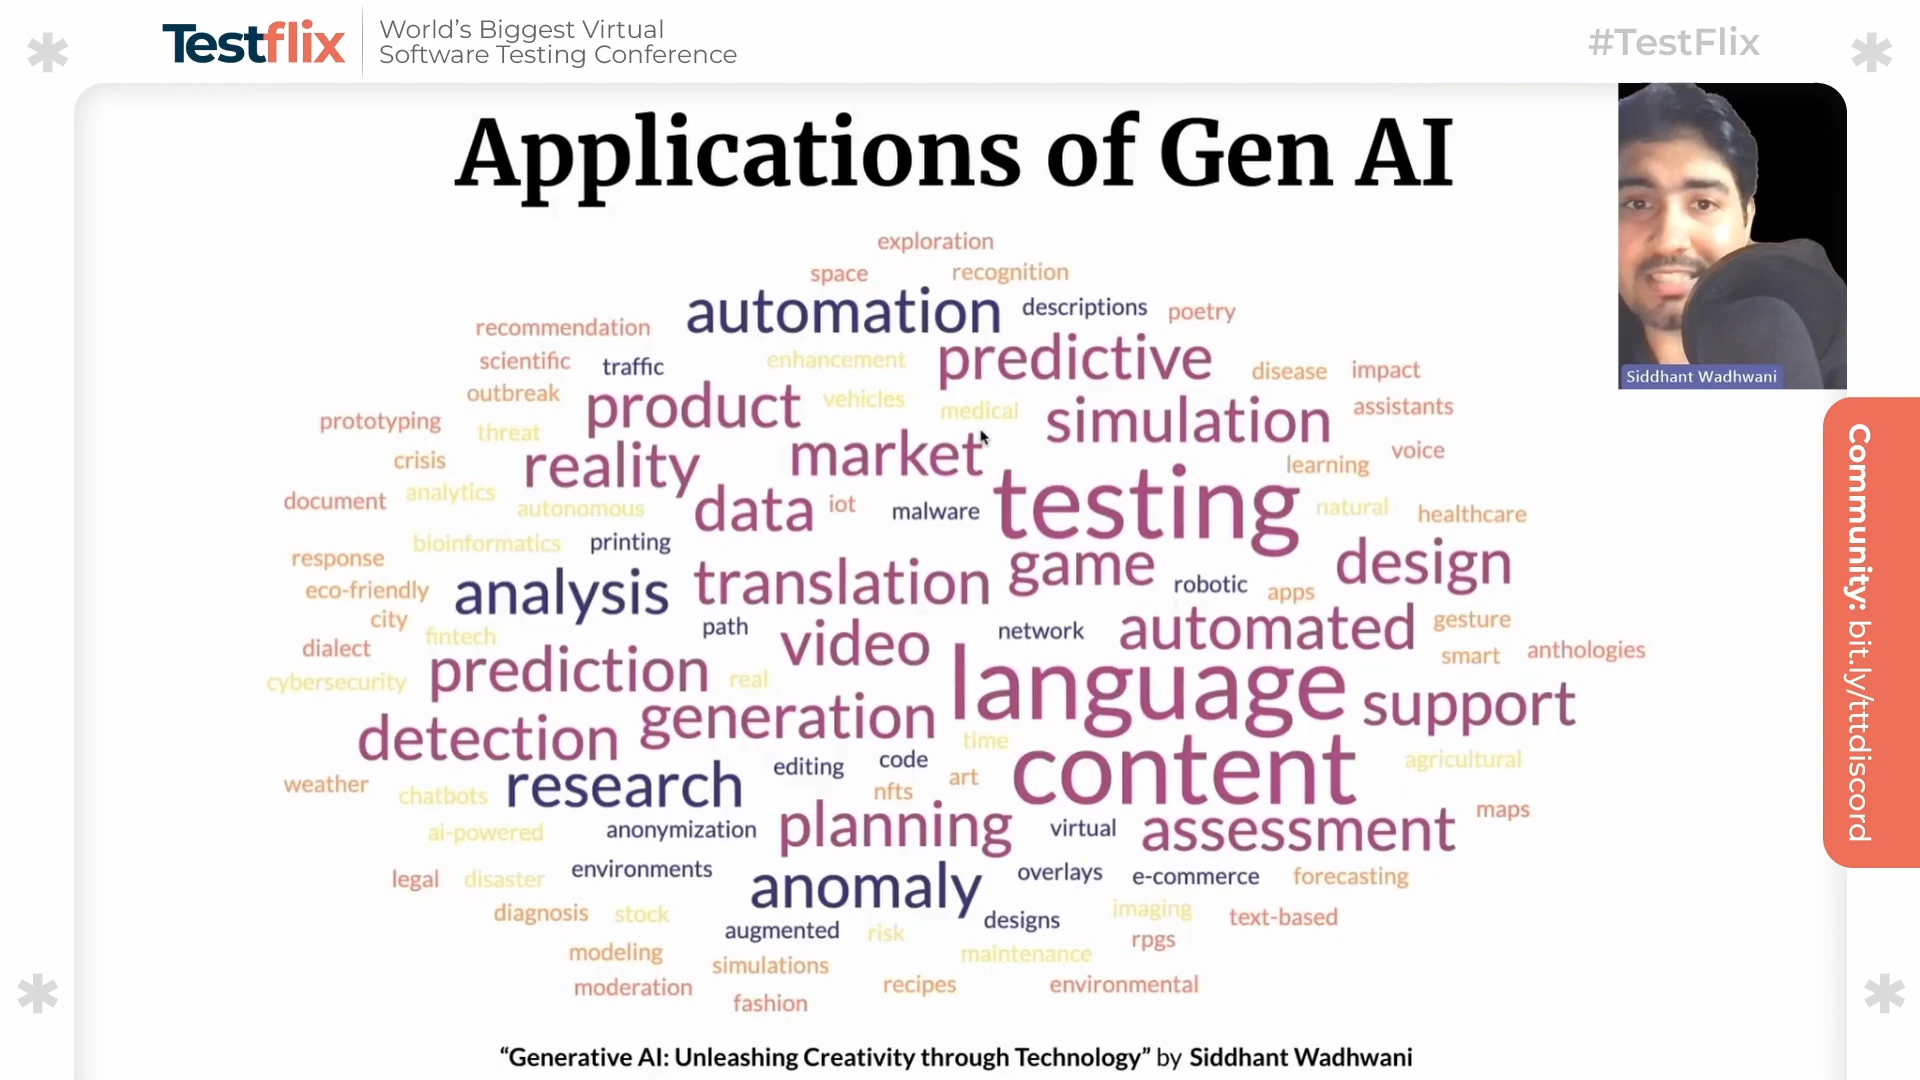 Testflix
World's Biggest Virtual
Software Testing Conference
#TestFlix
Applications of Gen AI
exploration
space recognition
automation descriptions poetry
recommendation
scientific traffic enhancement predictive disease impact
outbreak product vehicles medical simulation assistants
prototyping threat
crisis reality market learning voice
document analytics autonomous data iot malware testing natural healthcare
bioinformatics printing
response
eco-friendly analysis translation game robotic apps design
city path video network automated gesture
dialect fintech smart anthologies
cybersecurity prediction real language support
detection generation time
weather research editing code content agricultural
chatbots nfts art
ai-powered anonymization planning virtual assessment maps
legal disaster environments anomaly overlays e-commerce forecasting
diagnosis stock designs imaging text-based
augmented risk rpgs
modeling simulations maintenance
moderation recipes environmental
fashion
Siddhant Wadhwani
Community: bit.ly/tttdiscord
“Generative AI: Unleashing Creativity through Technology” by Siddhant Wadhwani